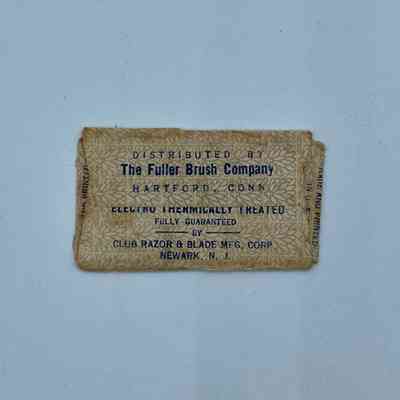 DISTRIBUTED BY
The Fuller Brush Company
HARTFORD, CONN
ELECTRO THERMICALLY TREATED
FULLY GUARANTEED
BY
CLUB RAZOR & BLADE MFG. CORP.
NEWARK, N. J.